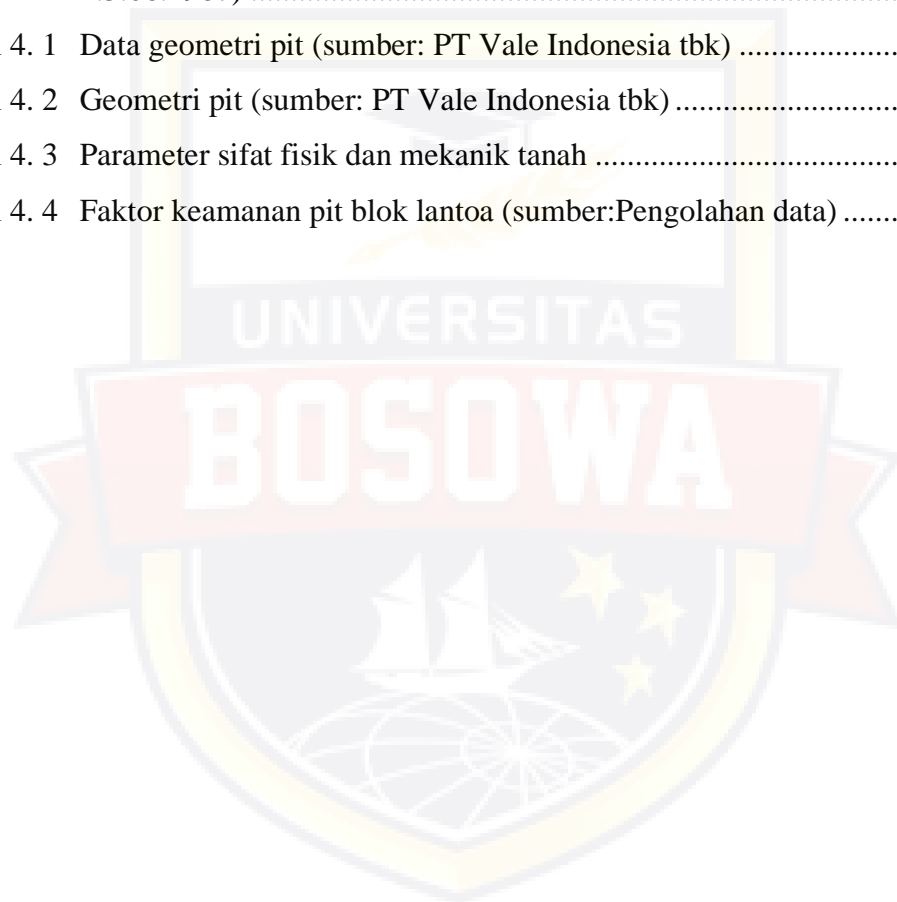 4. 1 Data geometri pit (sumber: PT Vale Indonesia tbk) ....................
4. 2 Geometri pit (sumber: PT Vale Indonesia tbk) ............................
4. 3 Parameter sifat fisik dan mekanik tanah ......................................
4. 4 Faktor keamanan pit blok lantoa (sumber:Pengolahan data) .......
UNIVERSITAS
BOSOWA